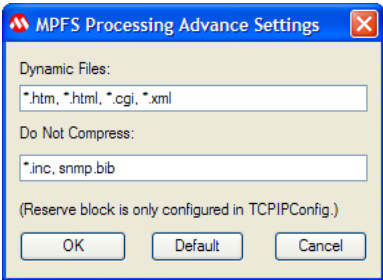 MPFS Processing Advance Settings
Dynamic Files:
*.htm, *.html, *.cgi, *.xml
Do Not Compress:
*.inc, snmp.bib
(Reserve block is only configured in TCPIPConfig.)
OK Default Cancel